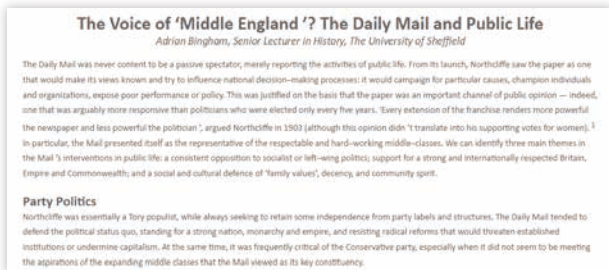 The Voice of ‘Middle England ’? The Daily Mail and Public Life
Adrian Bingham, Senior Lecturer in History, The University of Sheffield
The Daily Mail was never content to be a passive spectator, merely reporting the activities of public life. From its launch, Northcliffe saw the paper as one
that would make its views known and try to influence national decision–making processes: it would campaign for particular causes, champion individuals
and organizations, expose poor performance or policy. This was justified on the basis that the paper was an important channel of public opinion — indeed,
one that was arguably more responsive than politicians who were elected only every five years. ‘Every extension of the franchise renders more powerful
the newspaper and less powerful the politician ’, argued Northcliffe in 1903 (although this opinion didn ’t translate into his supporting votes for women). 1
In particular, the Mail presented itself as the representative of the respectable and hard–working middle–classes. We can identify three main themes in
the Mail ’s interventions in public life: a consistent opposition to socialist or left–wing politics; support for a strong and internationally respected Britain,
Empire and Commonwealth; and a social and cultural defence of ‘family values’, decency, and community spirit.
Party Politics
Northcliffe was essentially a Tory populist, while always seeking to retain some independence from party labels and structures. The Daily Mail tended to
defend the political status quo, standing for a strong nation, monarchy and empire, and resisting radical reforms that would threaten established
institutions or undermine capitalism. At the same time, it was frequently critical of the Conservative party, especially when it did not seem to be meeting
the aspirations of the expanding middle classes that the Mail viewed as its key constituency.